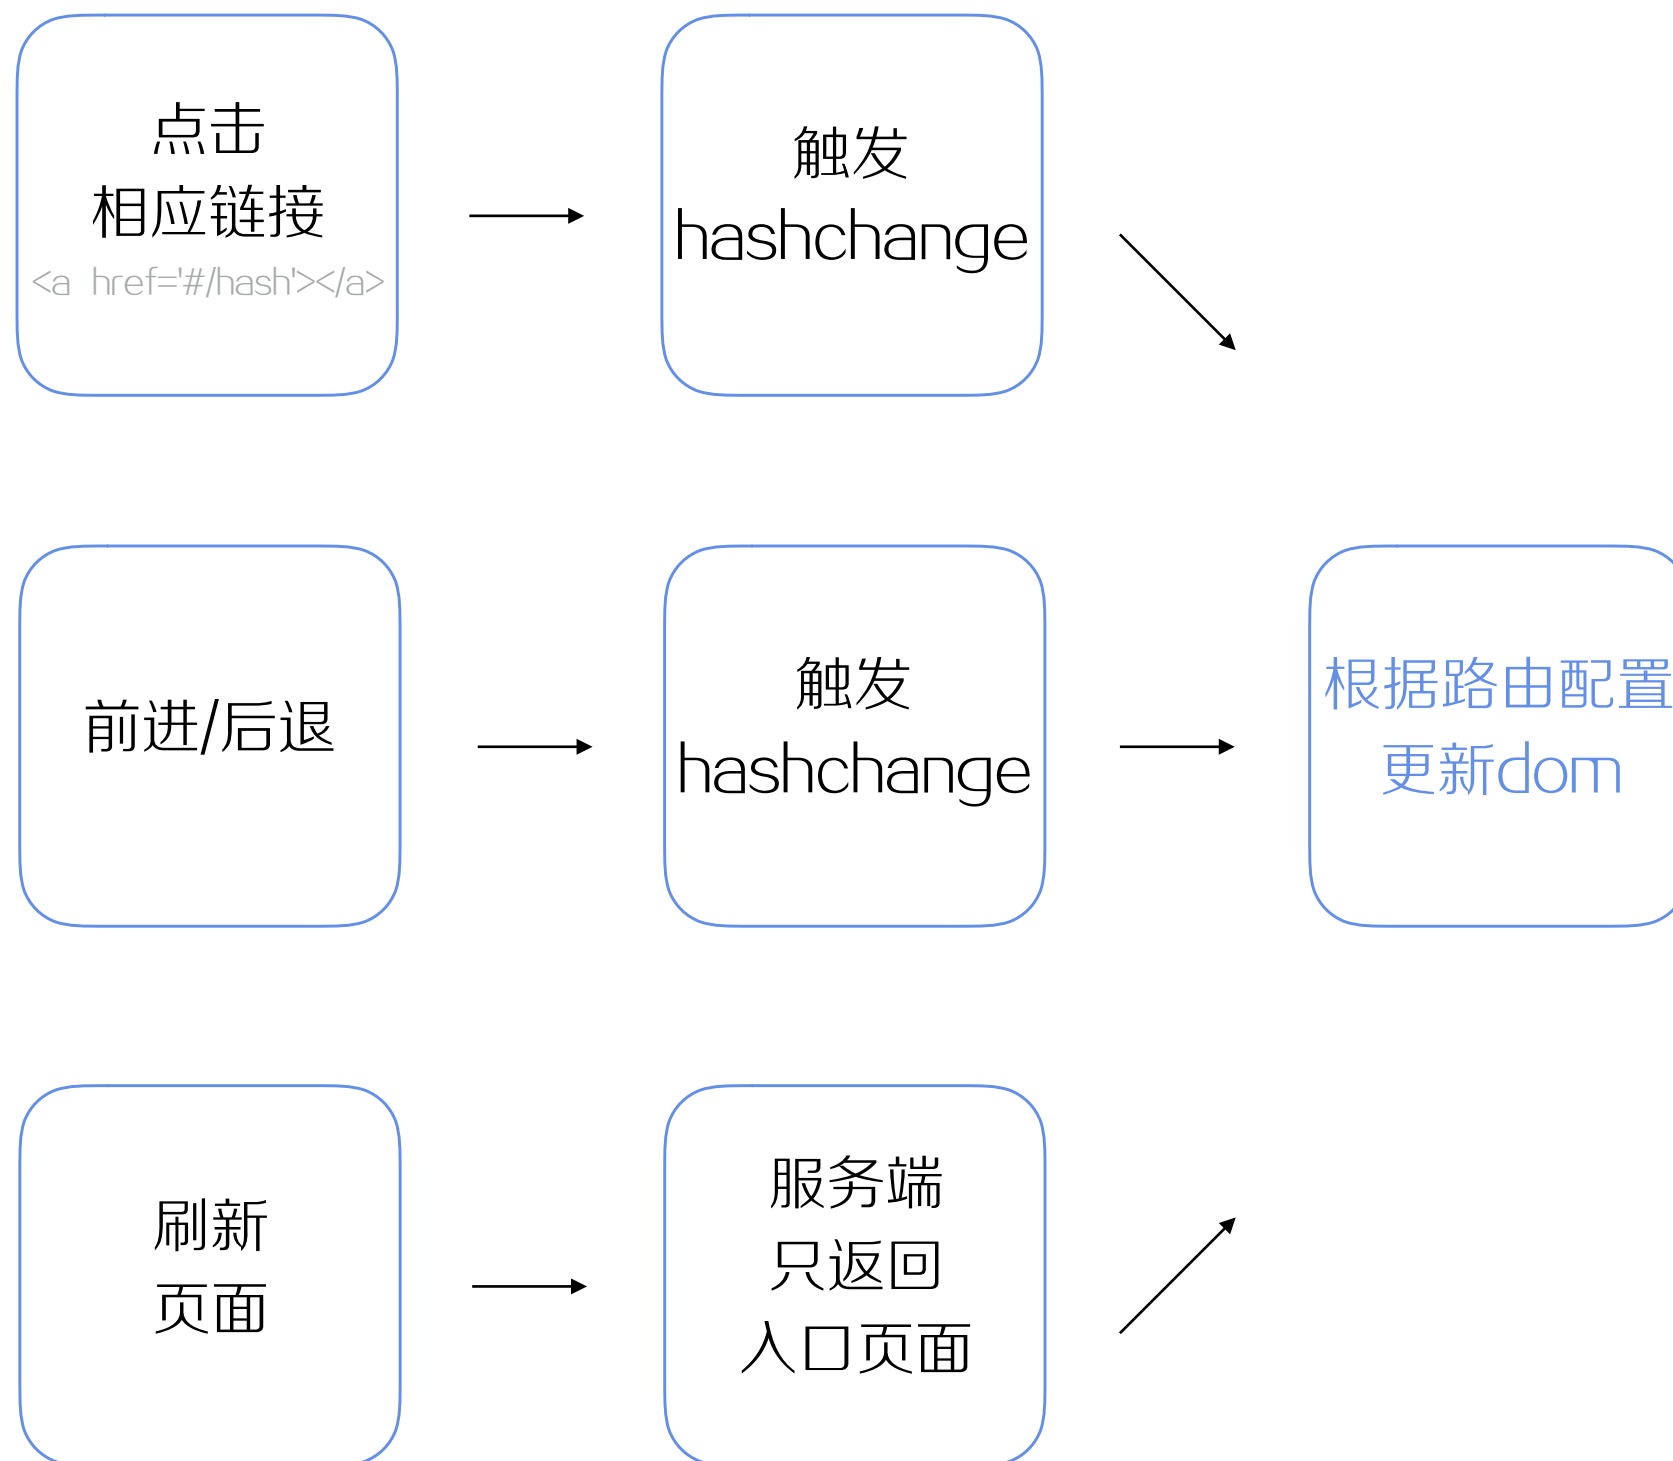 点击
相应链接
<a href='#/hash'></a>
触发
hashchange
前进/后退
触发
hashchange
根据路由配置
更新dom
刷新
页面
服务端
只返回
入口页面